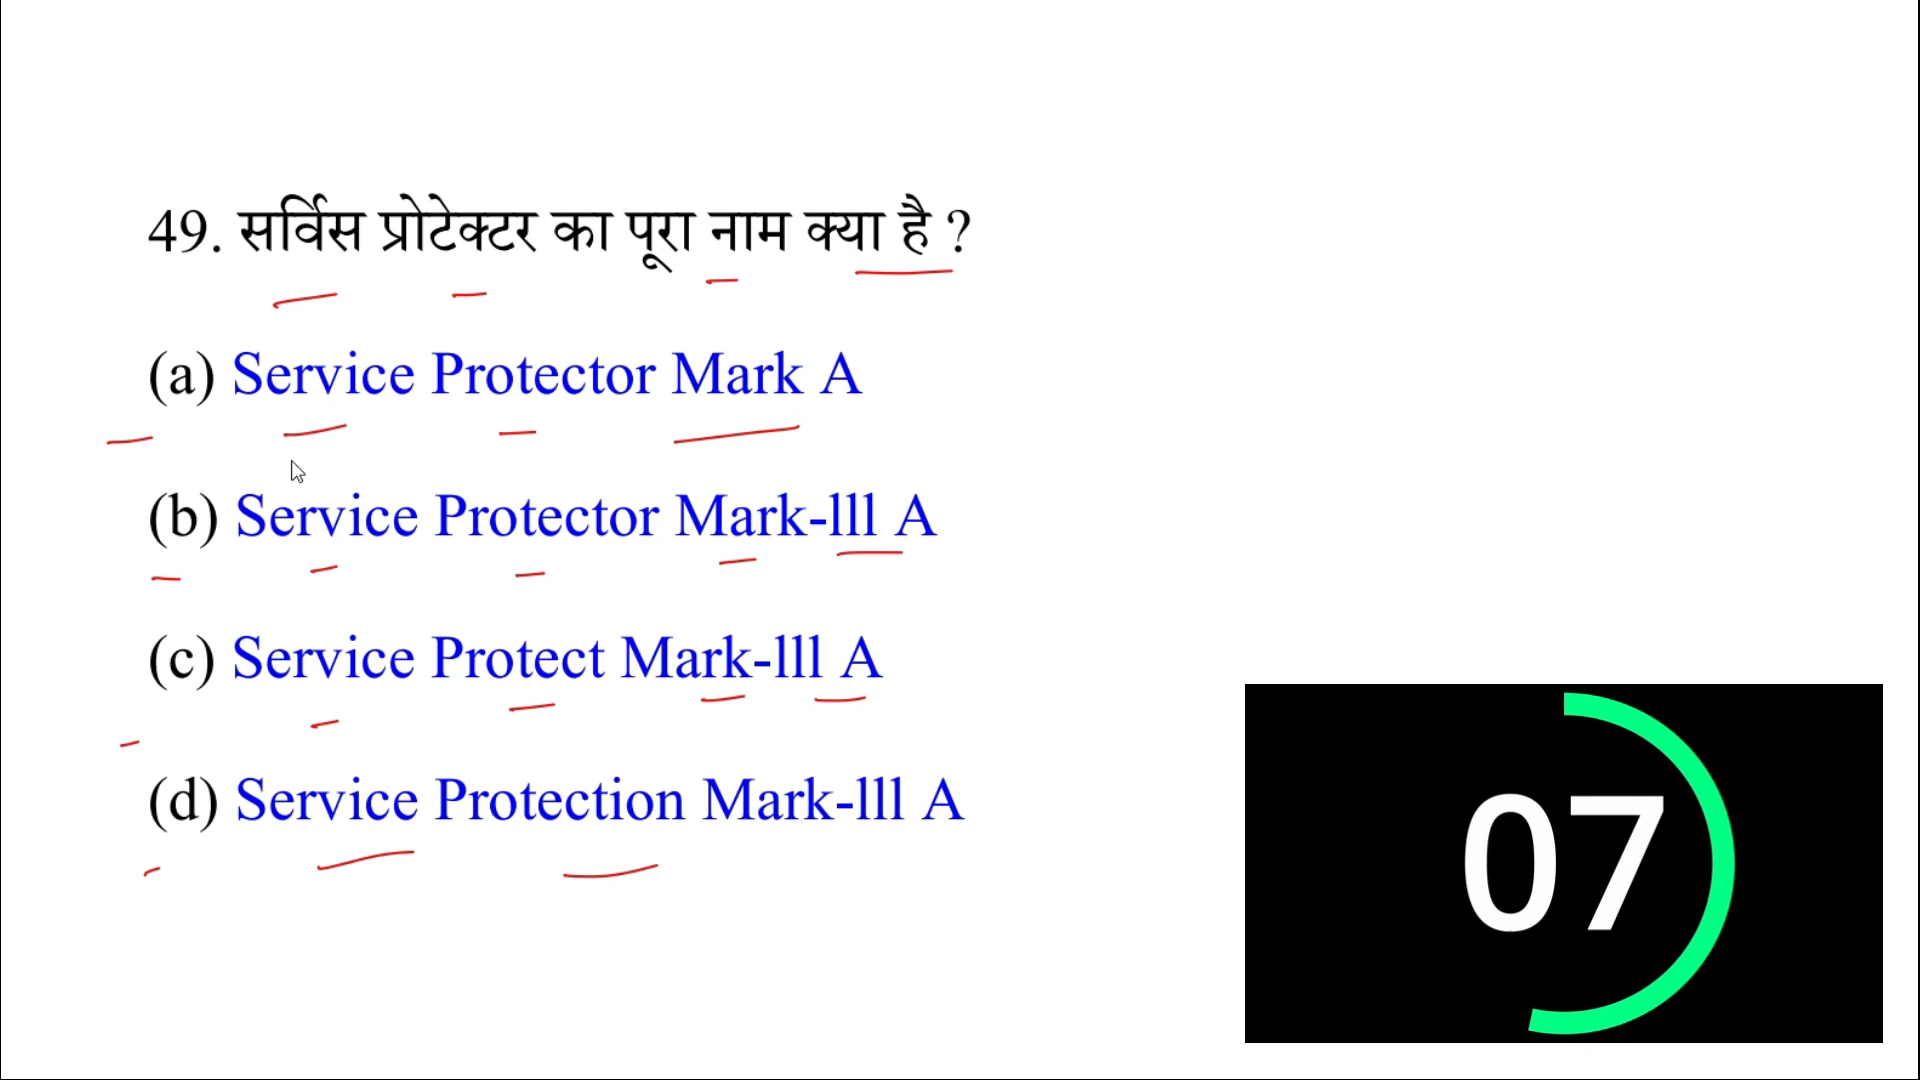 49. सर्विस प्रोटेक्टर का पूरा नाम क्या है ?
(a) Service Protector Mark A
(b) Service Protector Mark-lll A
(c) Service Protect Mark-lll A
(d) Service Protection Mark-lll A
07